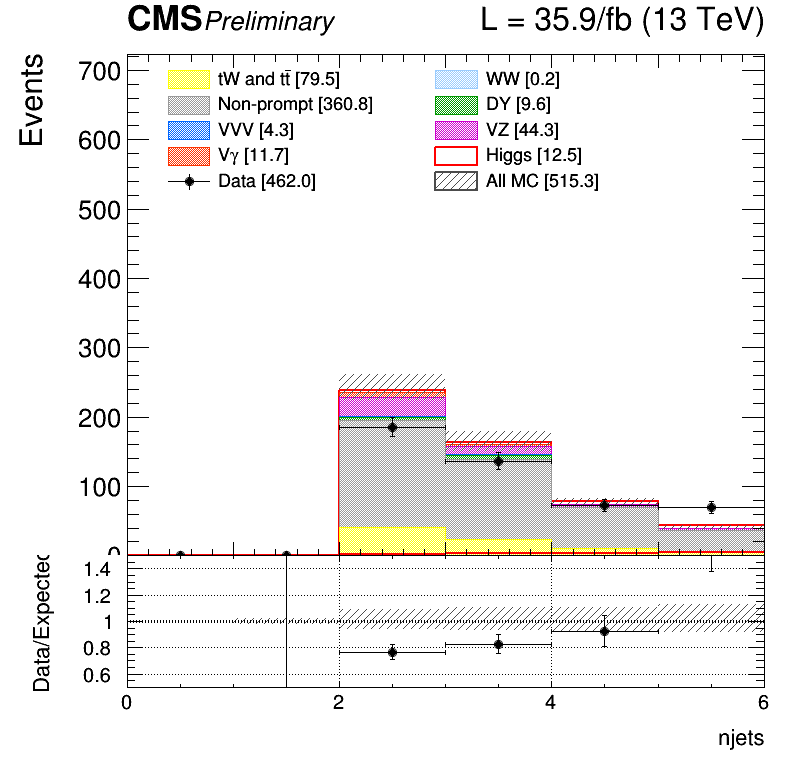 CMS Preliminary L = 35.9/fb (13 TeV)
Events
700
600
500
400
300
200
100
0
tW and tt̄ [79.5]
WW [0.2]
Non-prompt [360.8]
DY [9.6]
VVV [4.3]
VZ [44.3]
Vγ [11.7]
Higgs [12.5]
Data [462.0]
All MC [515.3]
Data/Expected
1.4
1.2
1
0.8
0.6
0 2 4 6
njets